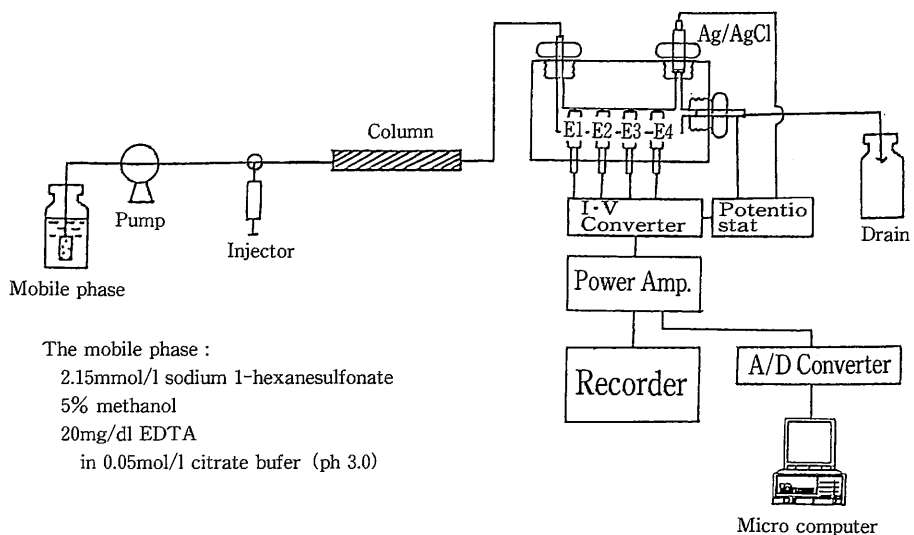 Ag/AgCl
E1-E2-E3-E4
Column
Pump
Injector
Mobile phase
I·V
Converter
Potentio
stat
Drain
Power Amp.
Recorder
A/D Converter
Micro computer
The mobile phase :
2.15mmol/l sodium 1-hexanesulfonate
5% methanol
20mg/dl EDTA
in 0.05mol/l citrate bufer (ph 3.0)